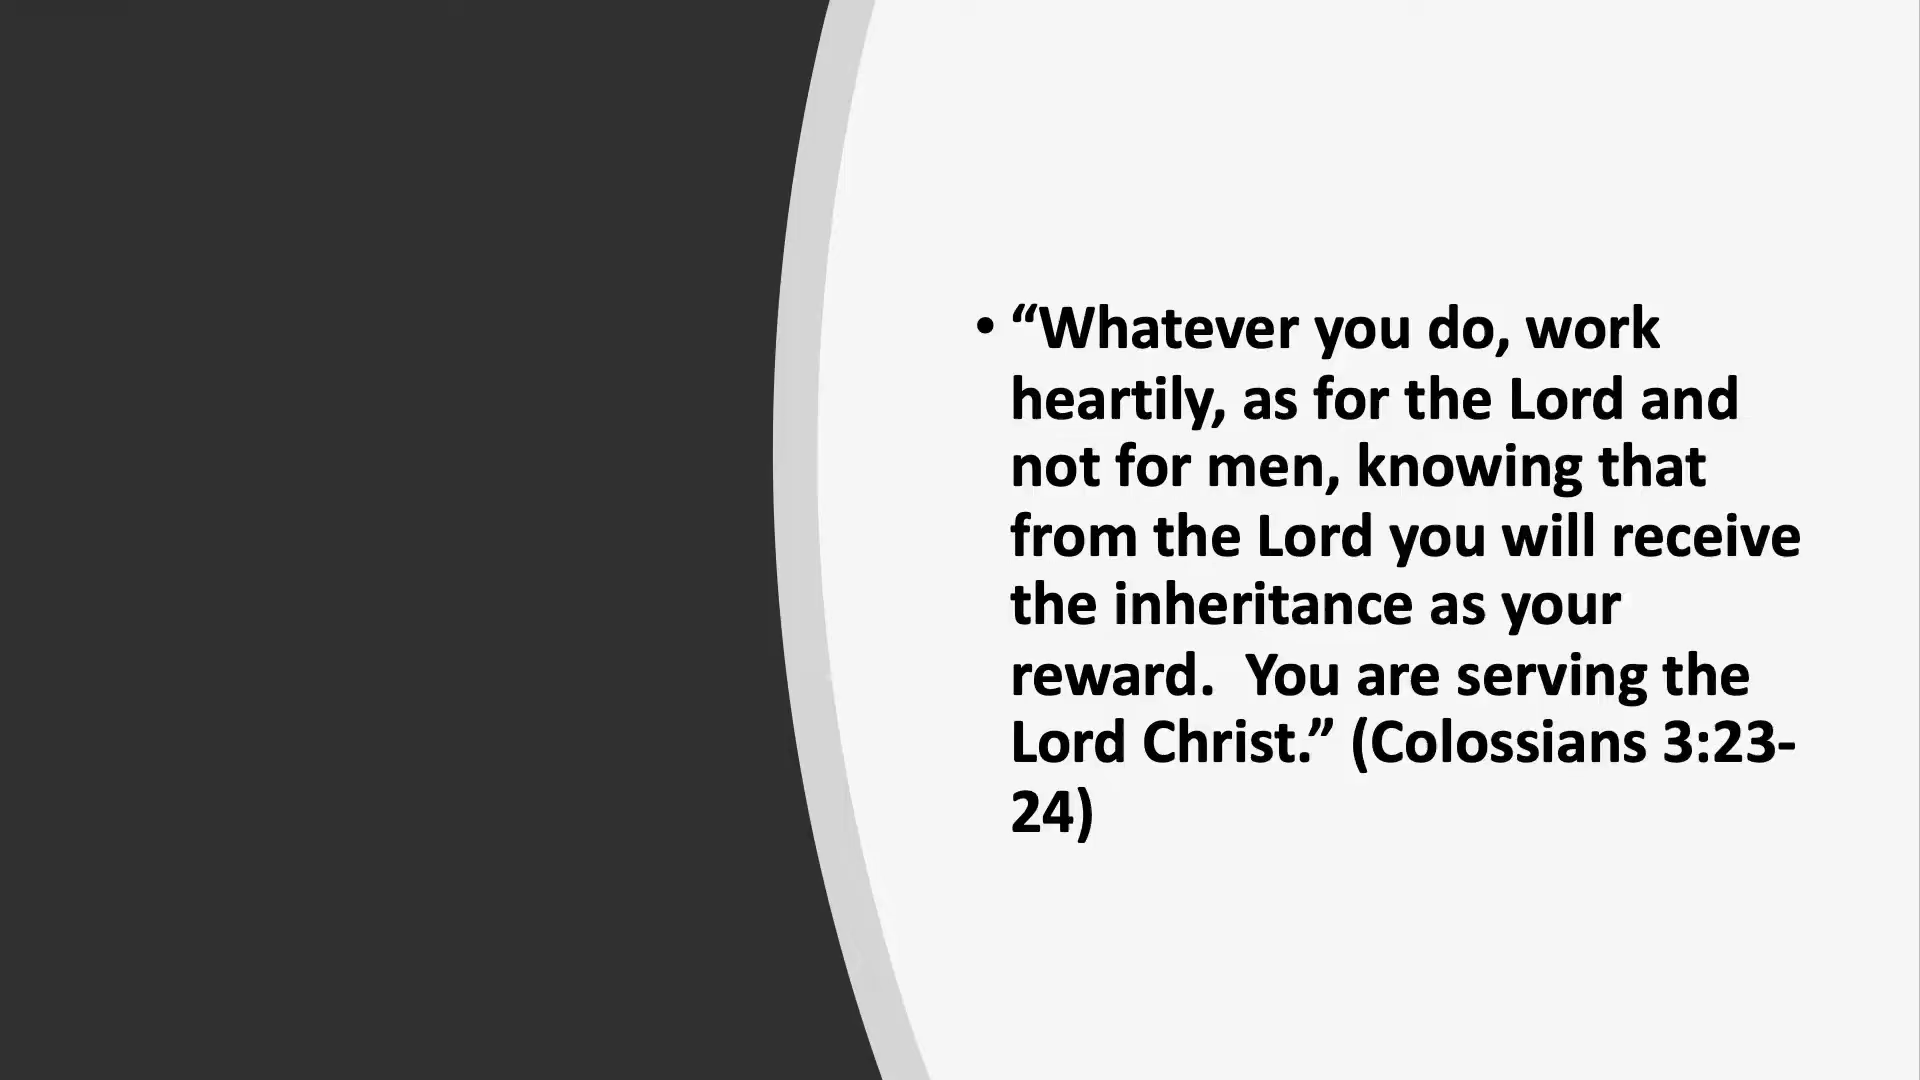 • “Whatever you do, work
heartily, as for the Lord and
not for men, knowing that
from the Lord you will receive
the inheritance as your
reward.  You are serving the
Lord Christ.” (Colossians 3:23-
24)